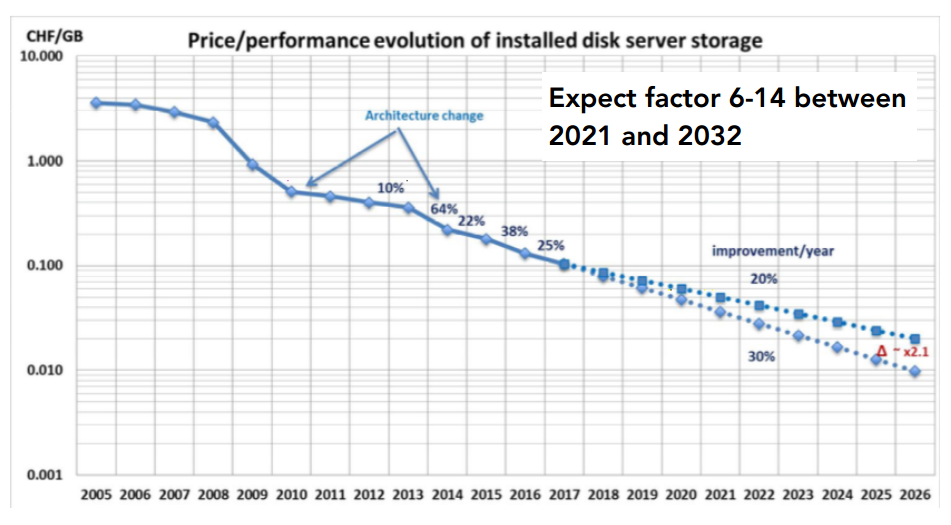 CHF/GB
Price/performance evolution of installed disk server storage
10.000
Expect factor 6-14 between
2021 and 2032
Architecture change
1.000
10%
64%
22%
38%
25%
improvement/year
0.100
20%
Δ ~ x2.1
30%
0.010
0.001
2005 2006 2007 2008 2009 2010 2011 2012 2013 2014 2015 2016 2017 2018 2019 2020 2021 2022 2023 2024 2025 2026